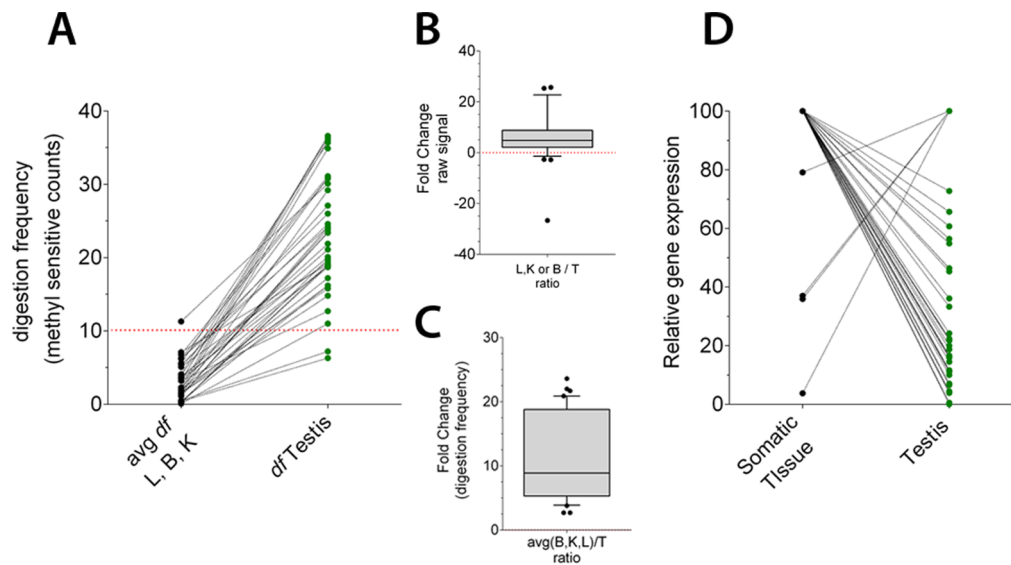 A
digestion frequency
(methyl sensitive counts)
40
30
20
10
0
avg df
L, B, K
df Testis
B
Fold Change
raw signal
40
20
0
-20
-40
L,K or B / T
ratio
C
Fold Change
(digestion frequency)
30
20
10
0
avg(B,K,L)/T
ratio
D
Relative gene expression
100
80
60
40
20
0
Somatic
TIssue
Testis